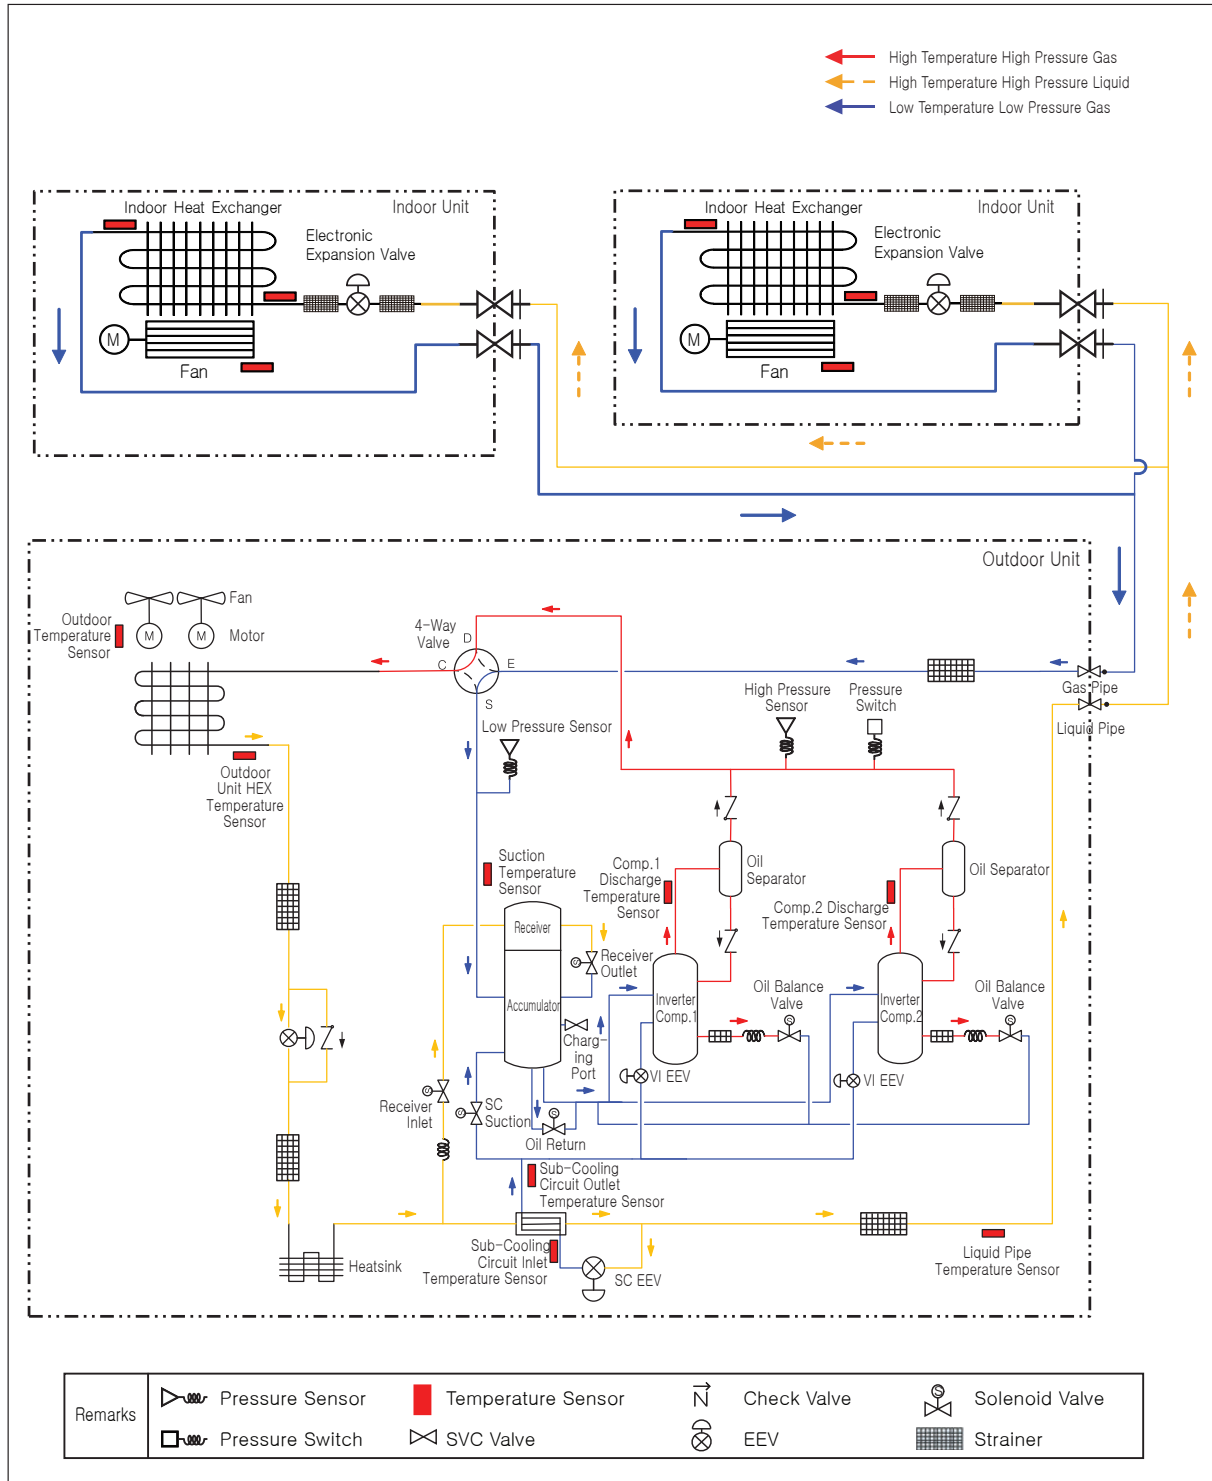 High Temperature High Pressure Gas
High Temperature High Pressure Liquid
Low Temperature Low Pressure Gas
Indoor Heat Exchanger
Indoor Unit
Electronic
Expansion Valve
M
Fan
Indoor Heat Exchanger
Indoor Unit
Electronic
Expansion Valve
M
Fan
Outdoor Unit
Fan
Outdoor
Temperature
Sensor
M
M
Motor
4-Way
Valve
D
C
E
S
High Pressure
Sensor
Pressure
Switch
Gas Pipe
Liquid Pipe
Low Pressure Sensor
Outdoor
Unit HEX
Temperature
Sensor
Suction
Temperature
Sensor
Comp.1
Discharge
Temperature
Sensor
Oil
Separator
Comp.2 Discharge
Temperature Sensor
Oil Separator
Receiver
S
Receiver
Outlet
Accumulator
Charg-
ing
Port
Inverter
Comp.1
Oil Balance
Valve
S
Inverter
Comp.2
Oil Balance
Valve
S
VI EEV
VI EEV
S
Receiver
Inlet
S
SC
Suction
S
Oil Return
Sub-Cooling
Circuit Outlet
Temperature Sensor
Sub-Cooling
Circuit Inlet
Temperature Sensor
SC EEV
Heatsink
Liquid Pipe
Temperature Sensor
Remarks
Pressure Sensor
Temperature Sensor
N
Check Valve
S
Solenoid Valve
Pressure Switch
SVC Valve
EEV
Strainer